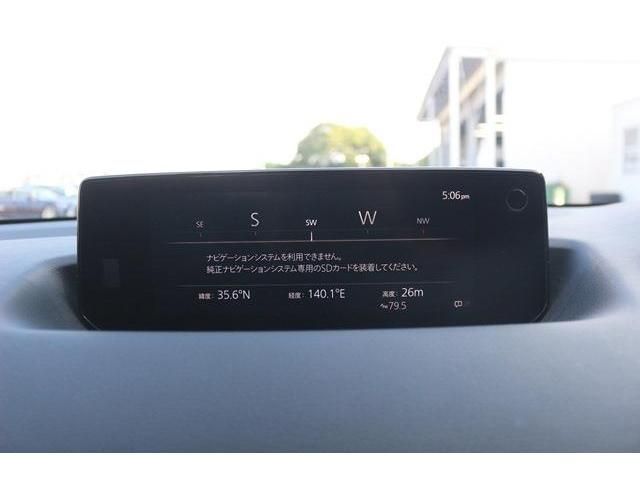 5:06pm
SE S SW W NW
ナビゲーションシステムを利用できません。
純正ナビゲーションシステム専用のSDカードを装着してください。
緯度: 35.6°N 経度: 140.1°E 高度: 26m
79.5